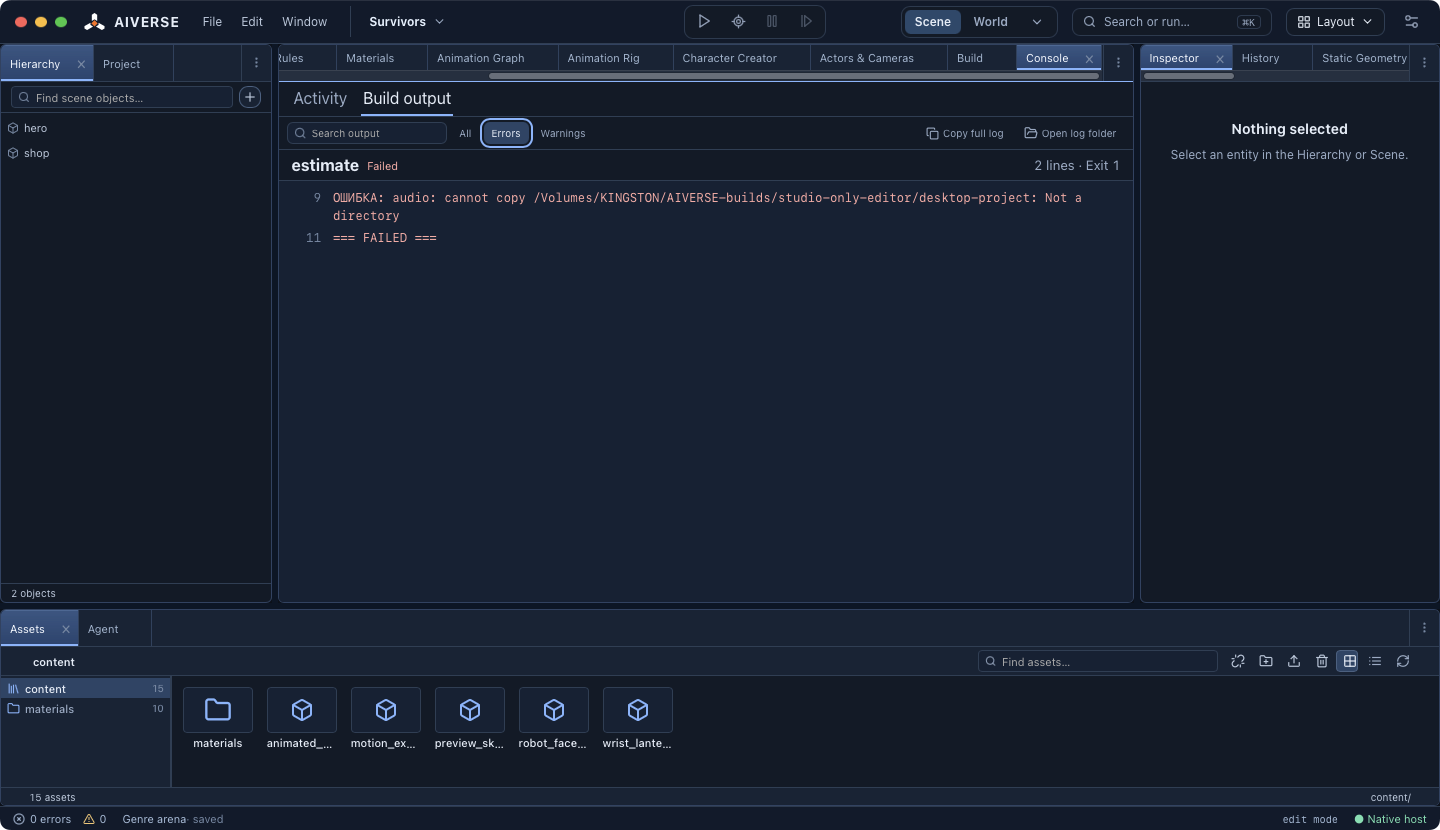 AIVERSE File Edit Window Survivors Scene World Search or run... ⌘K Layout
Hierarchy Project
Rules Materials Animation Graph Animation Rig Character Creator Actors & Cameras Build Console
Inspector History Static Geometry
Find scene objects...
hero
shop
2 objects
Activity Build output
Search output All Errors Warnings Copy full log Open log folder
estimate Failed 2 lines · Exit 1
9 ОШИБКА: audio: cannot copy /Volumes/KINGSTON/AIVERSE-builds/studio-only-editor/desktop-project: Not a
directory
11 === FAILED ===
Nothing selected
Select an entity in the Hierarchy or Scene.
Assets Agent
content Find assets...
content 15
materials 10
materials animated_... motion_ex... preview_sk... robot_face... wrist_lante...
15 assets content/
0 errors 0 Genre arena · saved edit mode Native host